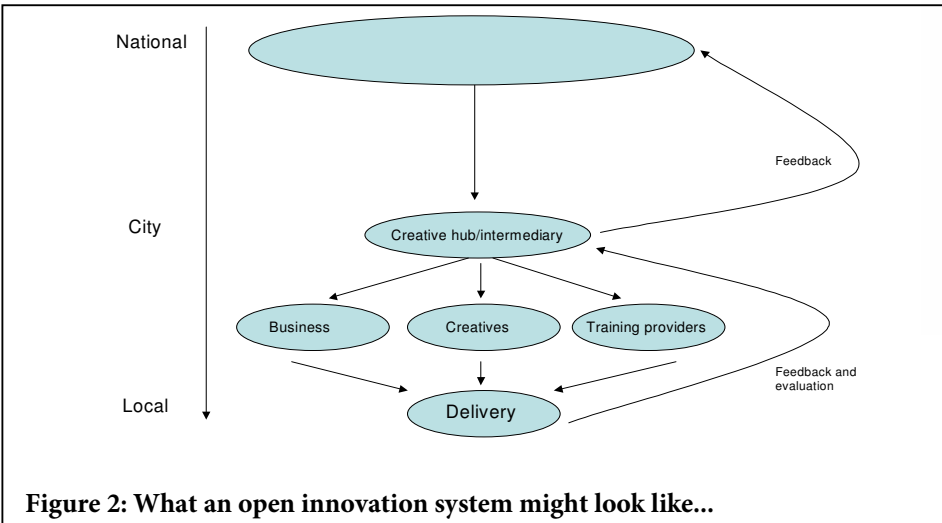 National
Feedback
City
Creative hub/intermediary
Business
Creatives
Training providers
Feedback and
evaluation
Local
Delivery
Figure 2: What an open innovation system might look like...